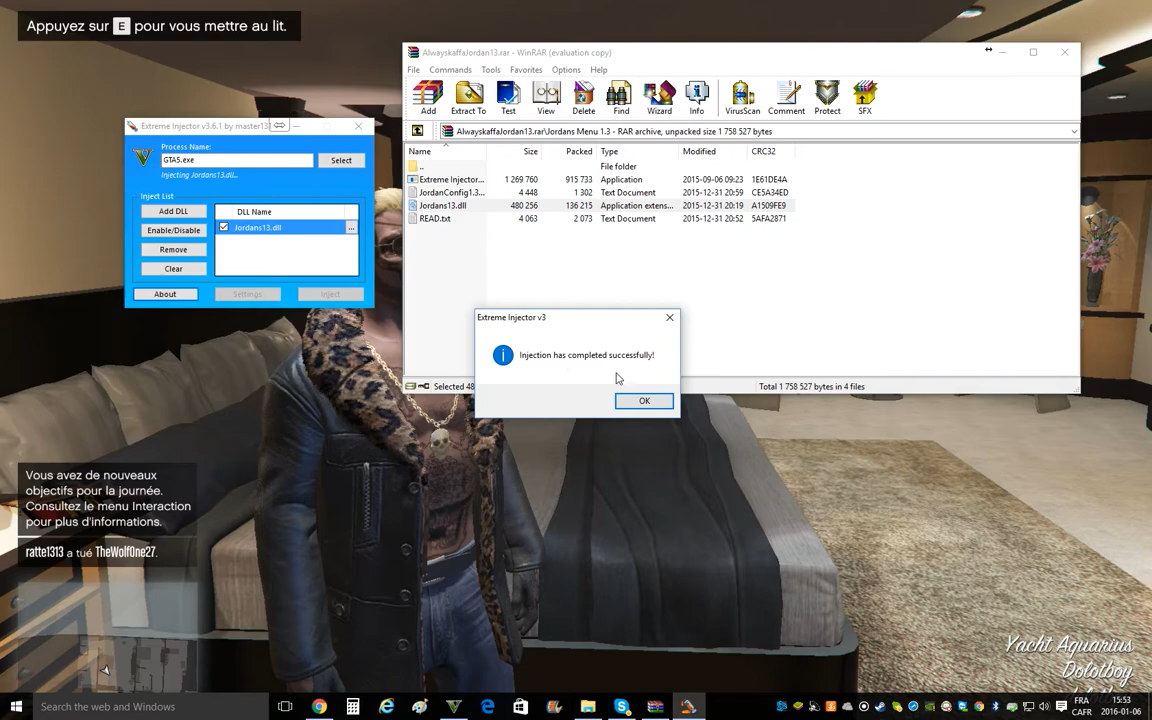 Appuyez sur E pour vous mettre au lit.
AlwayskaffaJordan13.rar - WinRAR (evaluation copy)
File Commands Tools Favorites Options Help
Add Extract To Test View Delete Find Wizard Info VirusScan Comment Protect SFX
AlwayskaffaJordan13.rar\Jordans Menu 1.3 - RAR archive, unpacked size 1 758 527 bytes
Name Size Packed Type Modified CRC32
.. File folder
Extreme Injector... 1 269 760 915 733 Application 2015-09-06 09:23 1E61DE4A
JordanConfig1.3... 4 448 1 302 Text Document 2015-12-31 20:59 CE5A34ED
Jordans13.dll 480 256 136 215 Application extens... 2015-12-31 20:19 A1509FE9
READ.txt 4 063 2 073 Text Document 2015-12-31 20:52 5AFA2871
Selected 48
Total 1 758 527 bytes in 4 files
Extreme Injector v3.6.1 by master131
Process Name:
GTA5.exe Select
Injecting Jordans13.dll...
Inject List
Add DLL
Enable/Disable
Remove
Clear
DLL Name
Jordans13.dll ...
About Settings Inject
Extreme Injector v3
Injection has completed successfully!
OK
Vous avez de nouveaux
objectifs pour la journée.
Consultez le menu Interaction
pour plus d'informations.
ratte1313 a tué TheWolfOne27.
Yacht Aquarius
Dolotboy
Search the web and Windows
FRA
CAFR
15:53
2016-01-06